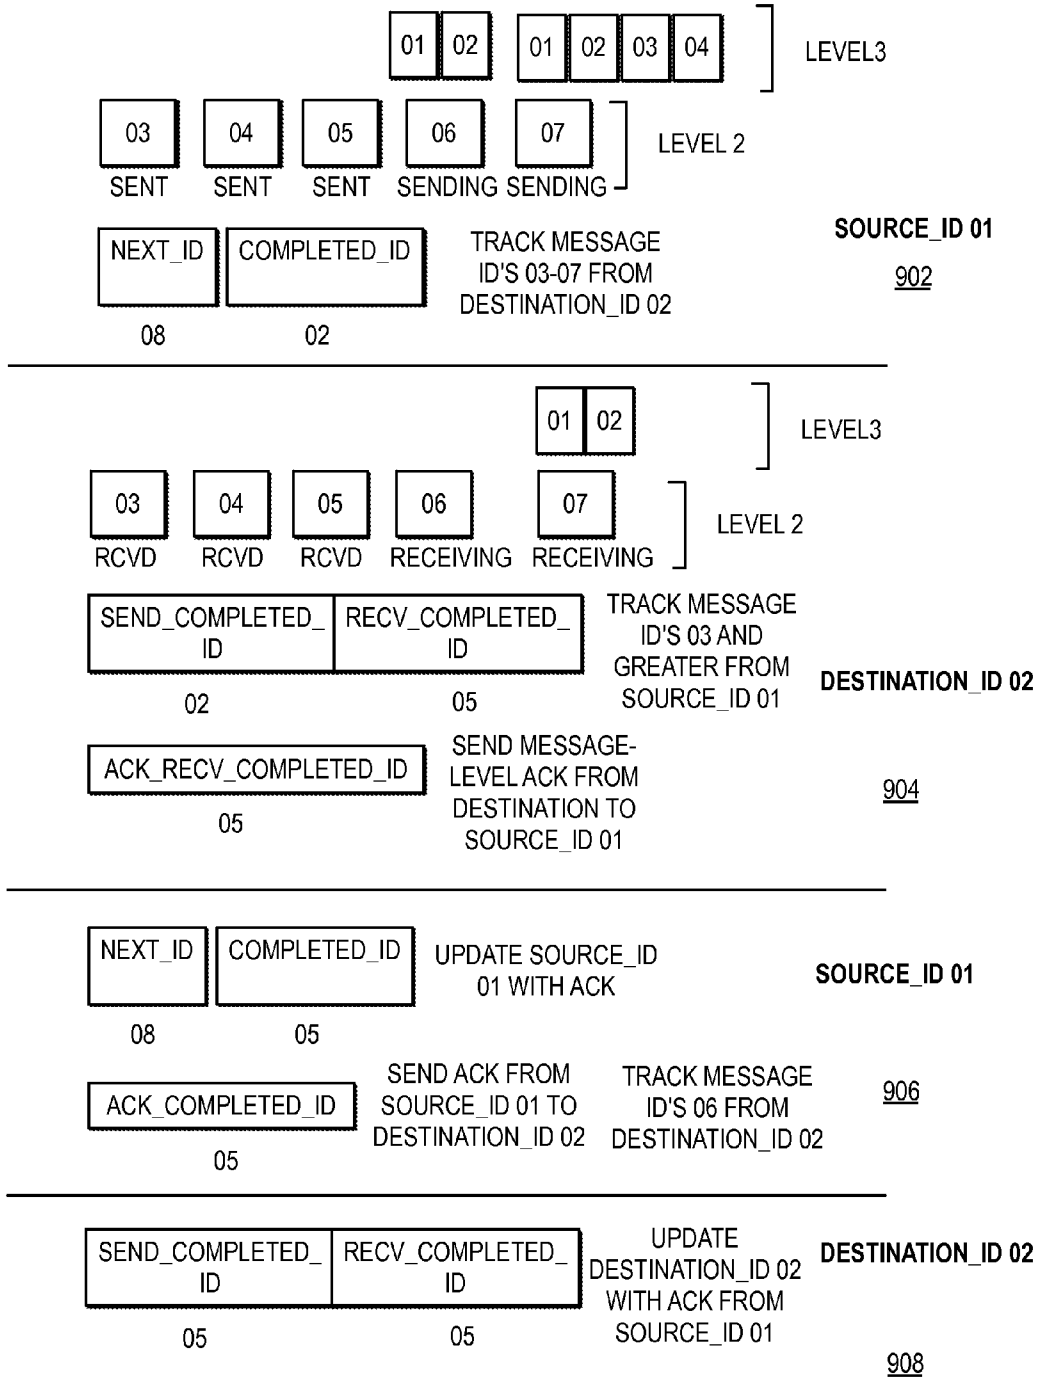 01 02 01 02 03 04 LEVEL3
03 04 05 06 07 LEVEL 2
SENT SENT SENT SENDING SENDING
NEXT_ID COMPLETED_ID
TRACK MESSAGE
ID'S 03-07 FROM
DESTINATION_ID 02
SOURCE_ID 01
902
08 02
01 02 LEVEL3
03 04 05 06 07 LEVEL 2
RCVD RCVD RCVD RECEIVING RECEIVING
SEND_COMPLETED_
ID
RECV_COMPLETED_
ID
TRACK MESSAGE
ID'S 03 AND
GREATER FROM
SOURCE_ID 01
DESTINATION_ID 02
02 05
ACK_RECV_COMPLETED_ID
05
SEND MESSAGE-
LEVEL ACK FROM
DESTINATION TO
SOURCE_ID 01
904
NEXT_ID COMPLETED_ID
UPDATE SOURCE_ID
01 WITH ACK
SOURCE_ID 01
08 05
ACK_COMPLETED_ID
05
SEND ACK FROM
SOURCE_ID 01 TO
DESTINATION_ID 02
TRACK MESSAGE
ID'S 06 FROM
DESTINATION_ID 02
906
SEND_COMPLETED_
ID
RECV_COMPLETED_
ID
UPDATE
DESTINATION_ID 02
WITH ACK FROM
SOURCE_ID 01
DESTINATION_ID 02
05 05
908